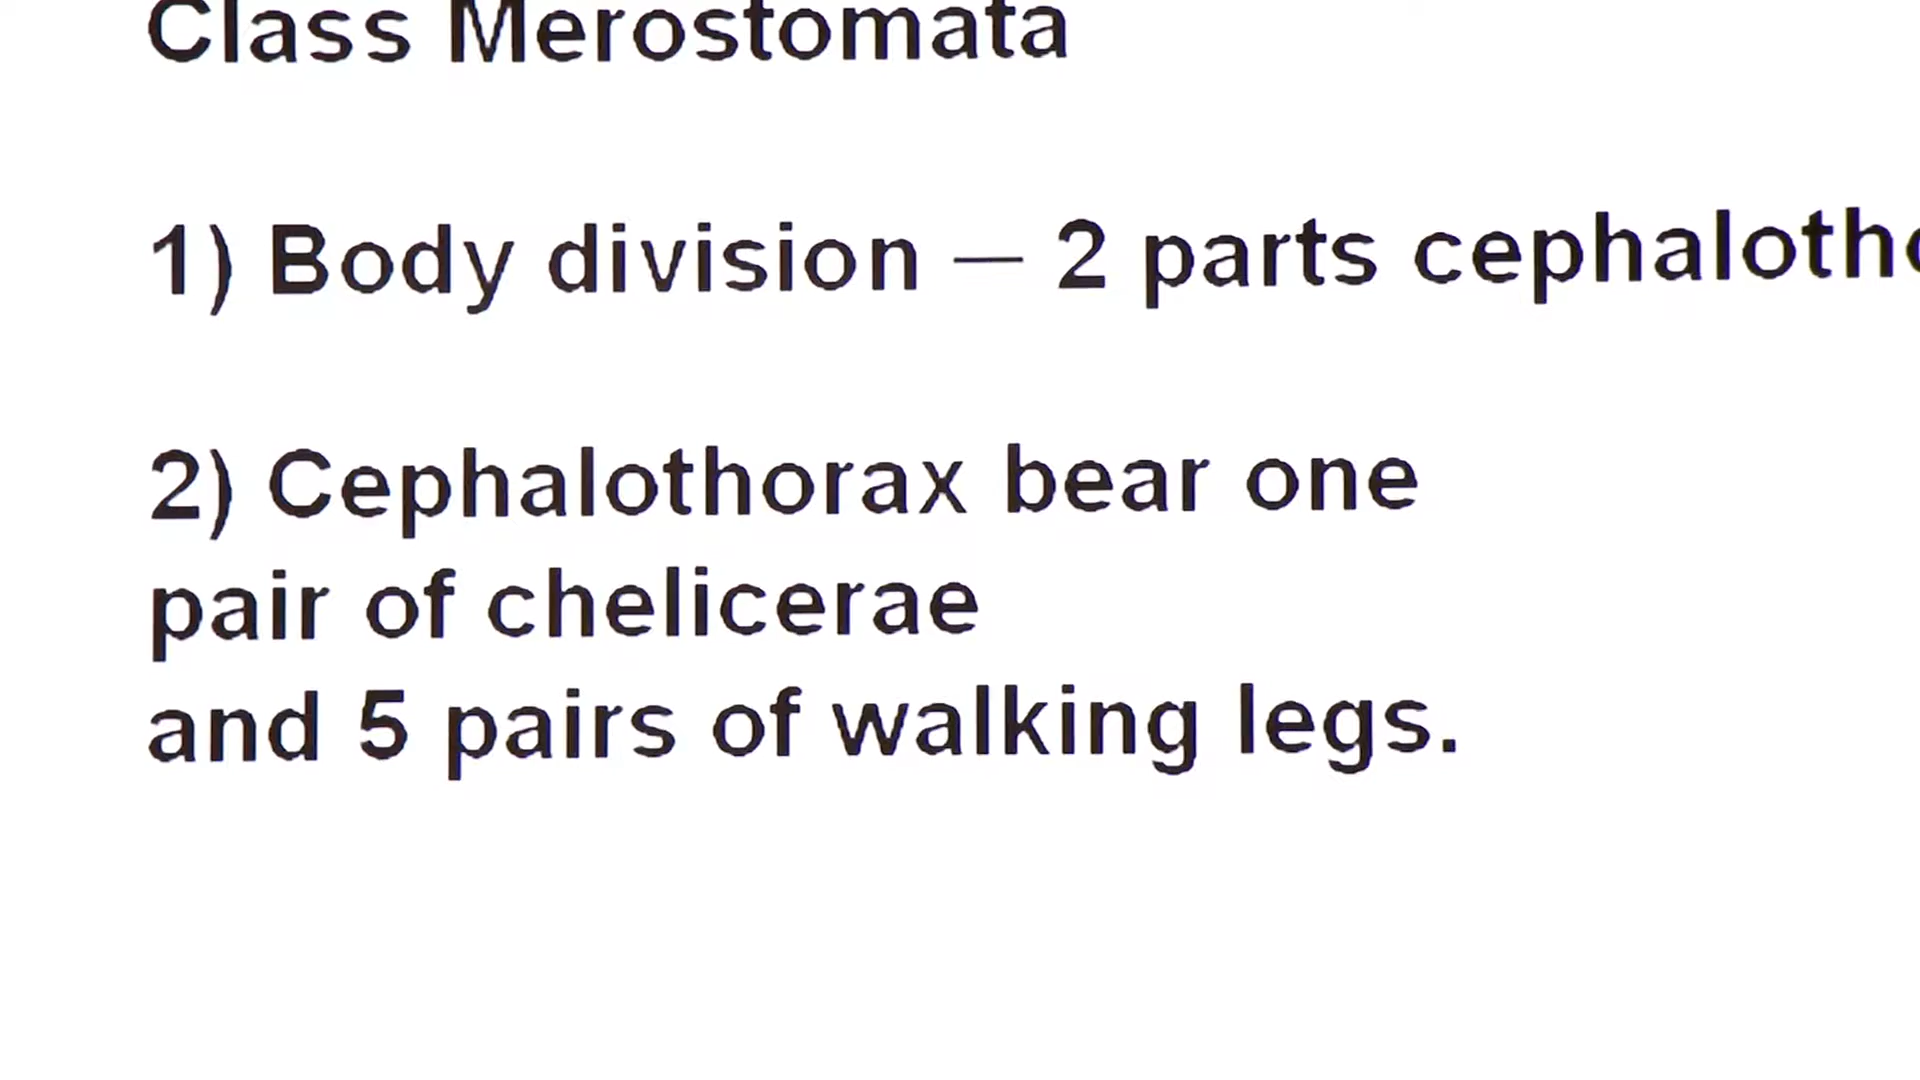 Class Merostomata
1) Body division – 2 parts
2) Cephalothorax bear one
pair of chelicerae
and 5 pairs of walking legs.